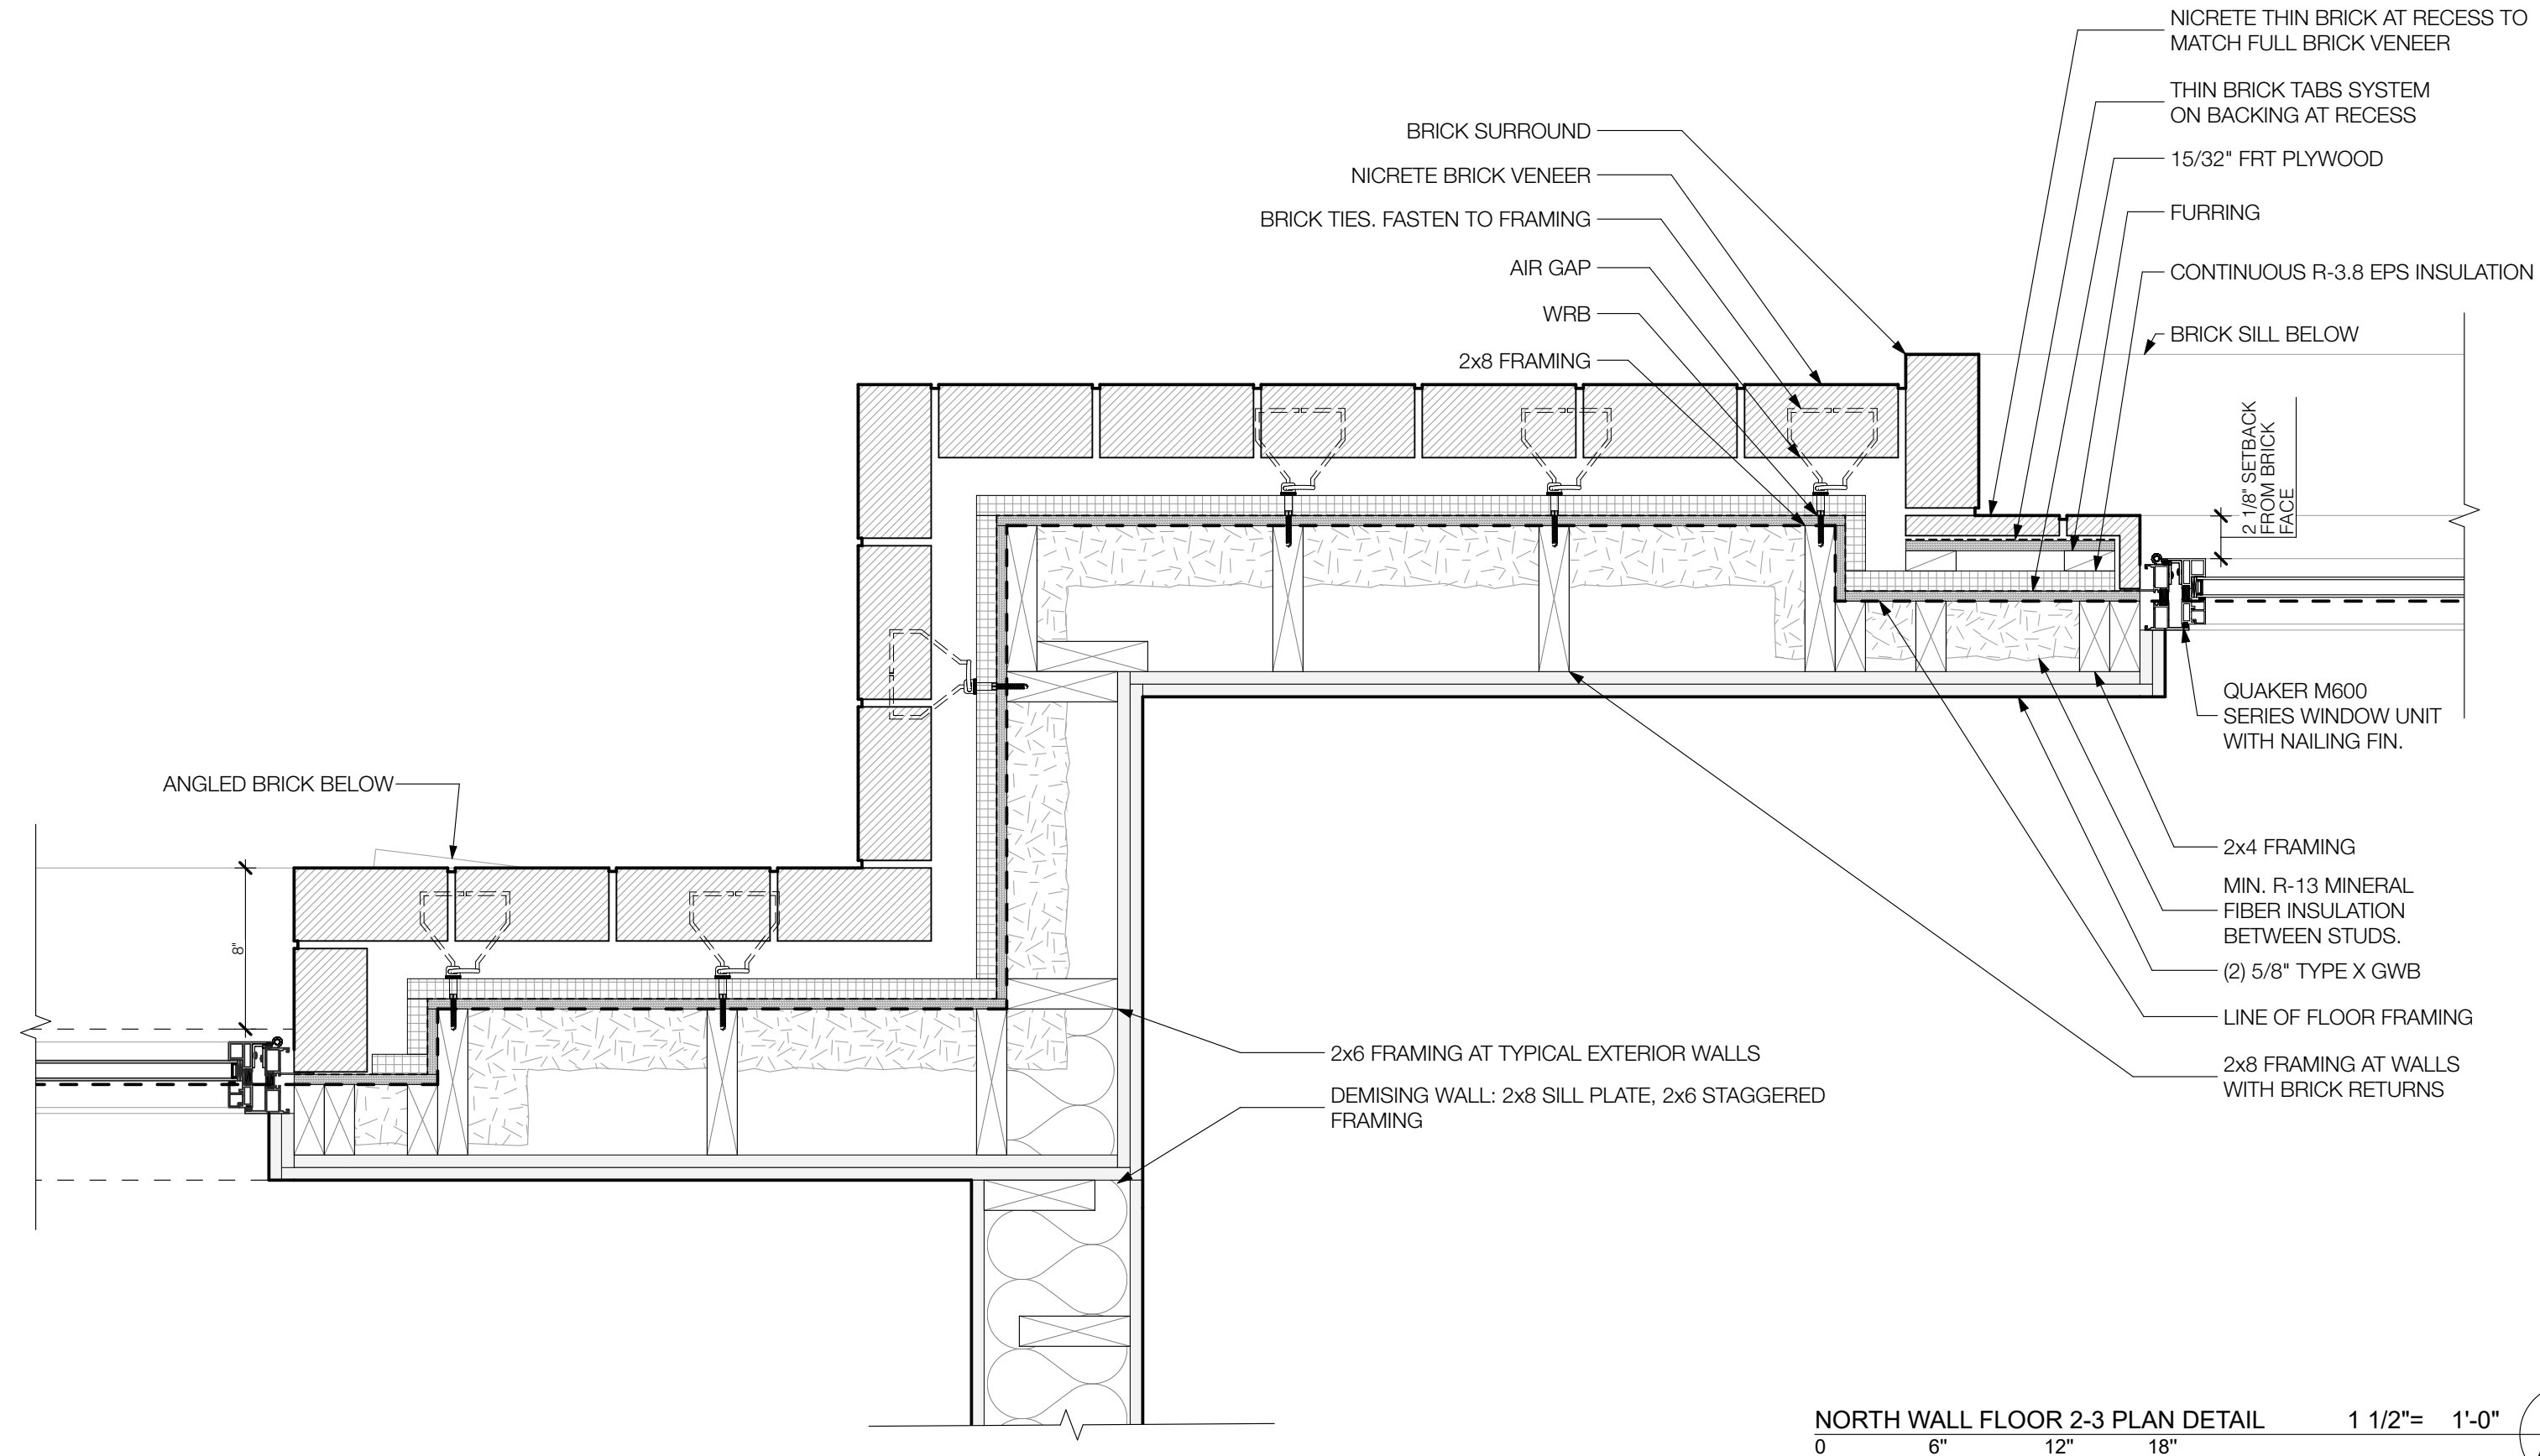 NICRETE THIN BRICK AT RECESS TO
MATCH FULL BRICK VENEER
THIN BRICK TABS SYSTEM
ON BACKING AT RECESS
15/32" FRT PLYWOOD
FURRING
CONTINUOUS R-3.8 EPS INSULATION
BRICK SILL BELOW
BRICK SURROUND
NICRETE BRICK VENEER
BRICK TIES. FASTEN TO FRAMING
AIR GAP
WRB
2x8 FRAMING
2 1/8" SETBACK
FROM BRICK
FACE
QUAKER M600
SERIES WINDOW UNIT
WITH NAILING FIN.
ANGLED BRICK BELOW
8"
2x4 FRAMING
MIN. R-13 MINERAL
FIBER INSULATION
BETWEEN STUDS.
(2) 5/8" TYPE X GWB
LINE OF FLOOR FRAMING
2x8 FRAMING AT WALLS
WITH BRICK RETURNS
2x6 FRAMING AT TYPICAL EXTERIOR WALLS
DEMISING WALL: 2x8 SILL PLATE, 2x6 STAGGERED
FRAMING
NORTH WALL FLOOR 2-3 PLAN DETAIL 1 1/2"= 1'-0"
0 6" 12" 18"